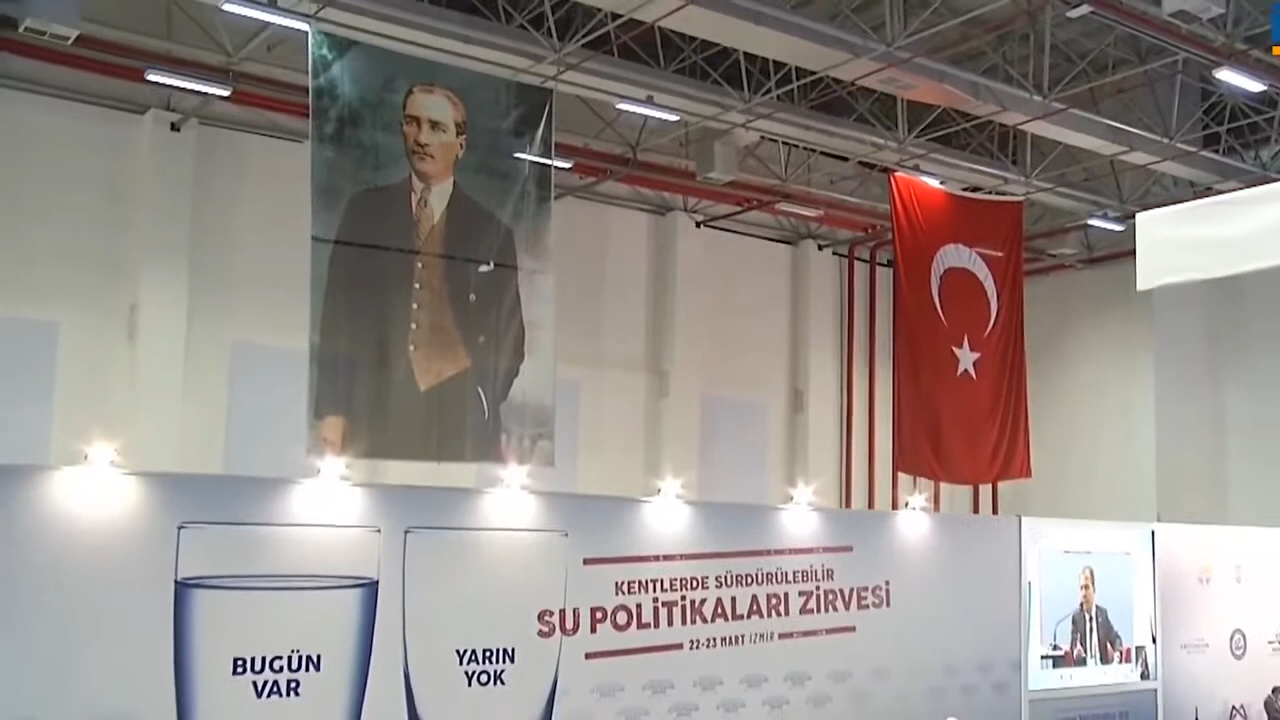 BUGÜN
VAR
YARIN
YOK
KENTLERDE SÜRDÜRÜLEBİLİR
SU POLİTİKALARI ZİRVESİ
22-23 MART İZMİR